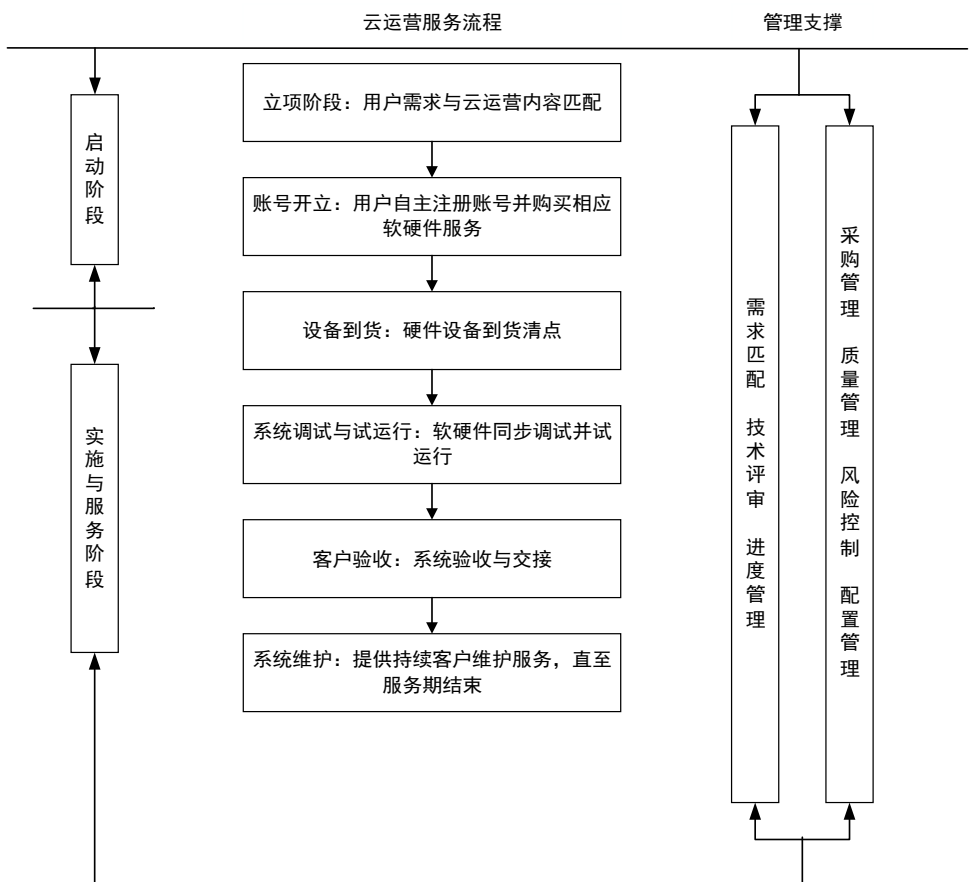 云运营服务流程
管理支撑
启动阶段
实施与服务阶段
立项阶段：用户需求与云运营内容匹配
账号开立：用户自主注册账号并购买相应
软硬件服务
设备到货：硬件设备到货清点
系统调试与试运行：软硬件同步调试并试
运行
客户验收：系统验收与交接
系统维护：提供持续客户维护服务，直至
服务期结束
需求匹配 技术评审 进度管理
采购管理 质量管理 风险控制 配置管理